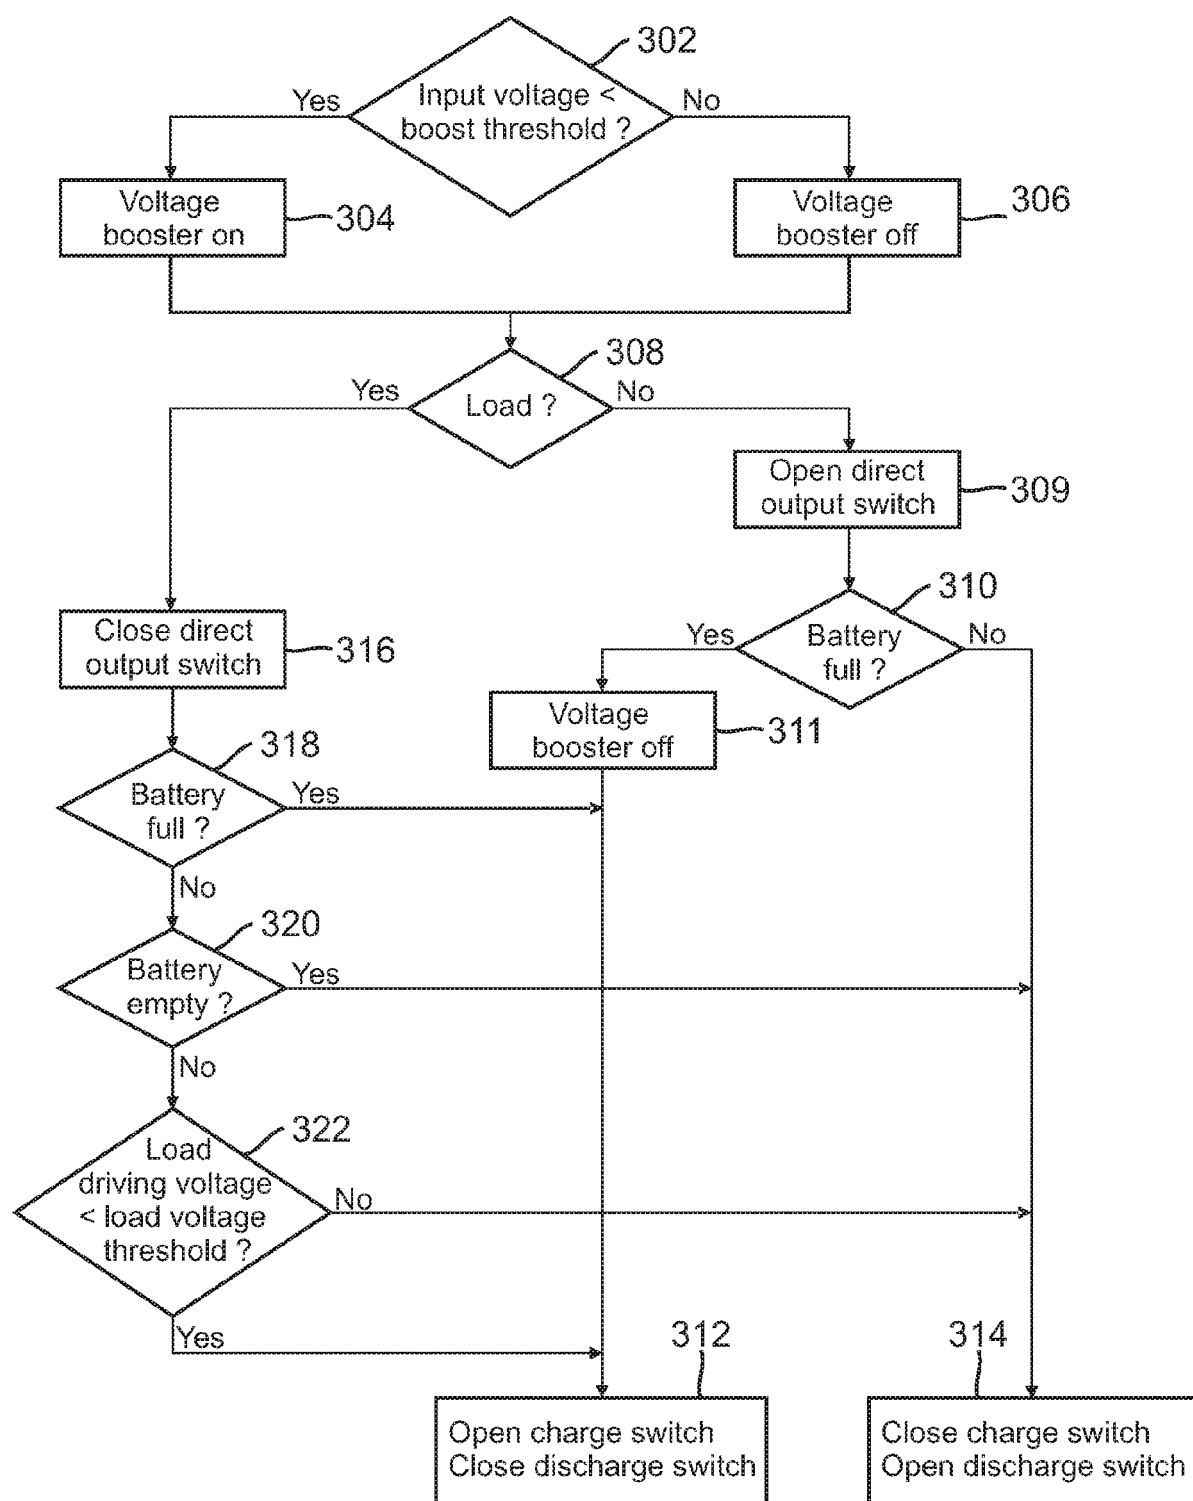 302
Input voltage <
boost threshold ?
Yes
No
Voltage
booster on
304
Voltage
booster off
306
308
Load ?
Yes
No
Open direct
output switch
309
310
Battery
full ?
Yes
No
Close direct
output switch
316
Voltage
booster off
311
318
Battery
full ?
Yes
No
320
Battery
empty ?
Yes
No
322
Load
driving voltage
< load voltage
threshold ?
No
Yes
312
Open charge switch
Close discharge switch
314
Close charge switch
Open discharge switch